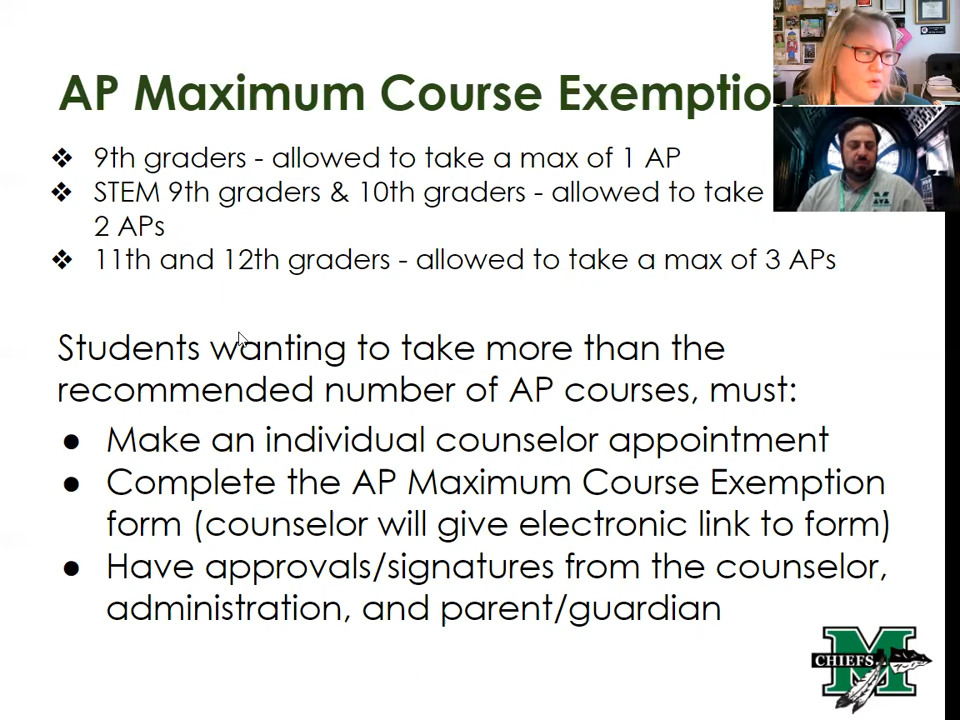 AP Maximum Course Exemptio
❖ 9th graders - allowed to take a max of 1 AP
❖ STEM 9th graders & 10th graders - allowed to take
2 APs
❖ 11th and 12th graders - allowed to take a max of 3 APs
Students wanting to take more than the
recommended number of AP courses, must:
● Make an individual counselor appointment
● Complete the AP Maximum Course Exemption
form (counselor will give electronic link to form)
● Have approvals/signatures from the counselor,
administration, and parent/guardian
M
CHIEFS